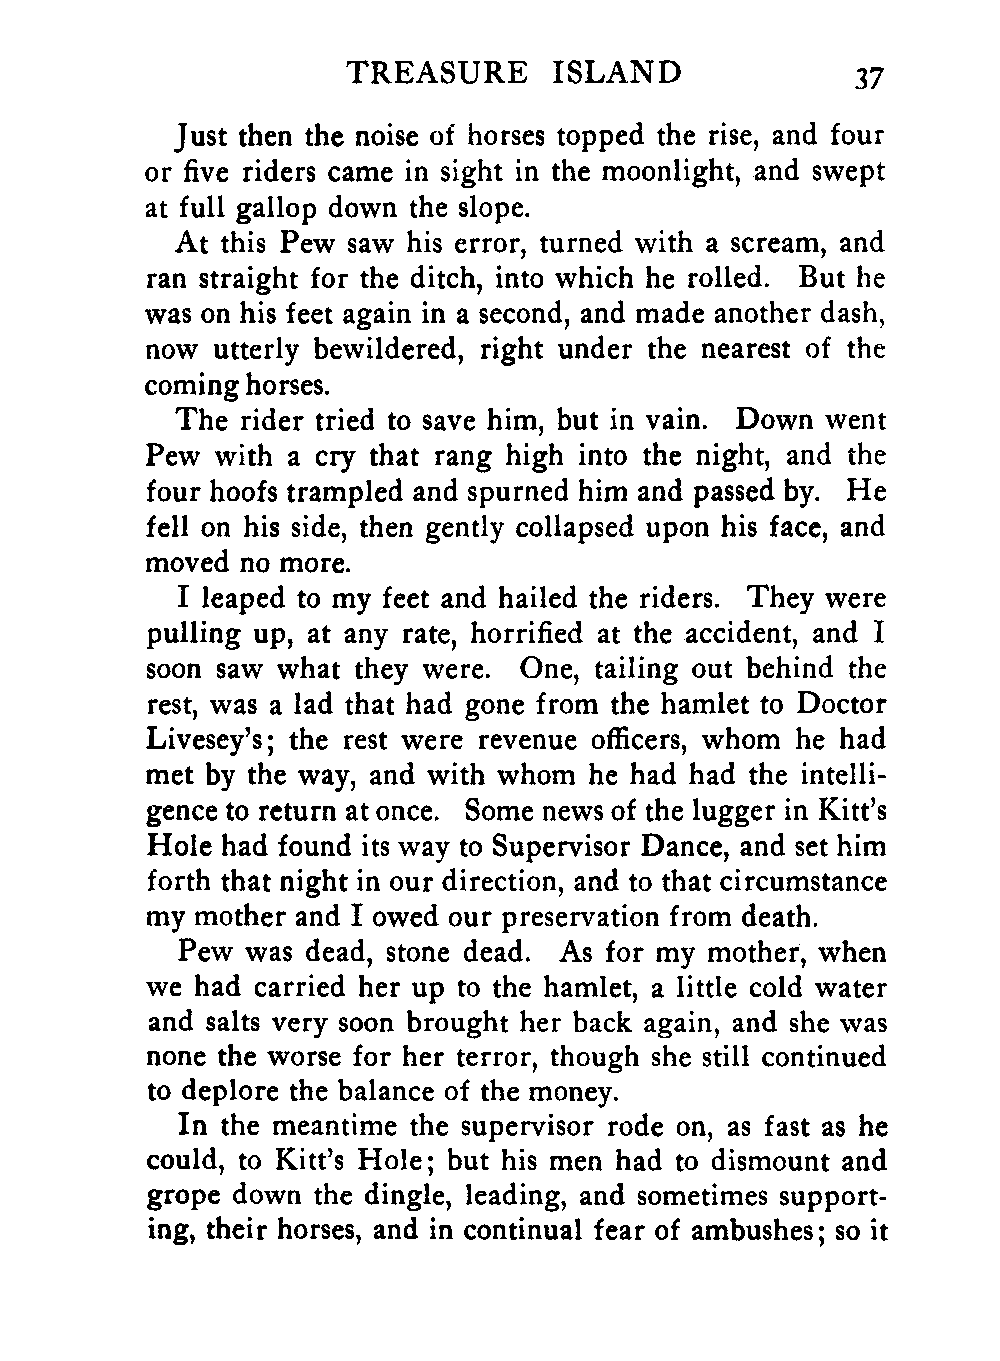 TREASURE ISLAND 37
Just then the noise of horses topped the rise, and four
or five riders came in sight in the moonlight, and swept
at full gallop down the slope.
At this Pew saw his error, turned with a scream, and
ran straight for the ditch, into which he rolled. But he
was on his feet again in a second, and made another dash,
now utterly bewildered, right under the nearest of the
coming horses.
The rider tried to save him, but in vain. Down went
Pew with a cry that rang high into the night, and the
four hoofs trampled and spurned him and passed by. He
fell on his side, then gently collapsed upon his face, and
moved no more.
I leaped to my feet and hailed the riders. They were
pulling up, at any rate, horrified at the accident, and I
soon saw what they were. One, tailing out behind the
rest, was a lad that had gone from the hamlet to Doctor
Livesey's; the rest were revenue officers, whom he had
met by the way, and with whom he had had the intelli-
gence to return at once. Some news of the lugger in Kitt's
Hole had found its way to Supervisor Dance, and set him
forth that night in our direction, and to that circumstance
my mother and I owed our preservation from death.
Pew was dead, stone dead. As for my mother, when
we had carried her up to the hamlet, a little cold water
and salts very soon brought her back again, and she was
none the worse for her terror, though she still continued
to deplore the balance of the money.
In the meantime the supervisor rode on, as fast as he
could, to Kitt's Hole; but his men had to dismount and
grope down the dingle, leading, and sometimes support-
ing, their horses, and in continual fear of ambushes; so it